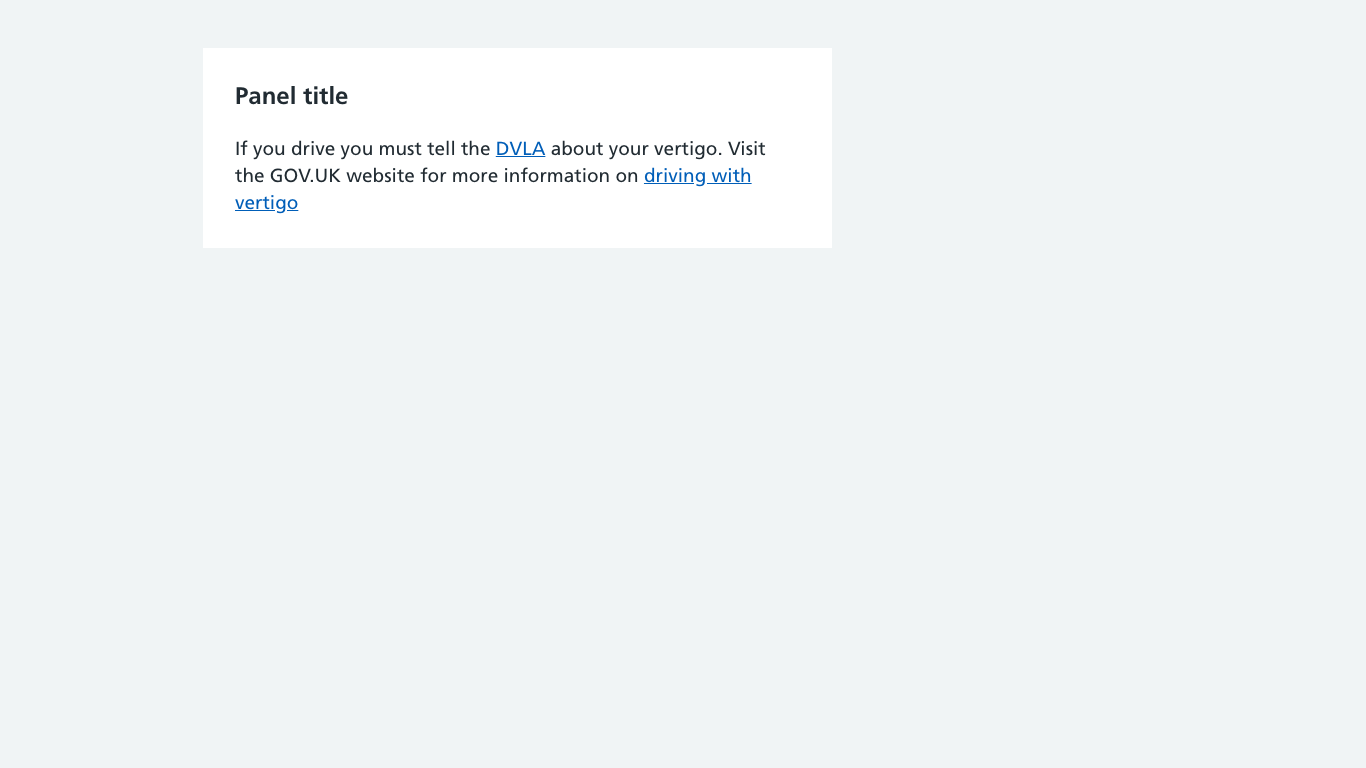 Panel title
If you drive you must tell the DVLA about your vertigo. Visit
the GOV.UK website for more information on driving with
vertigo